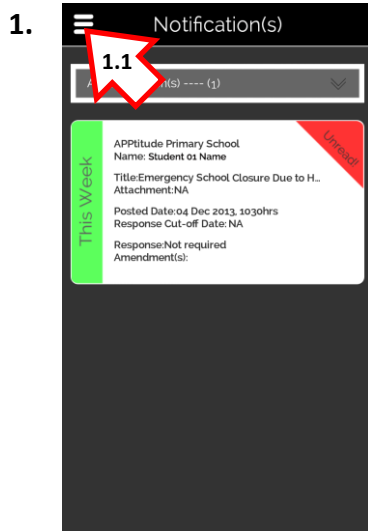 1.
Notification(s)
1.1
(s) ---- (1)
This Week
APPtitude Primary School
Name: Student 01 Name
Unread!
Title:Emergency School Closure Due to H...
Attachment:NA
Posted Date:04 Dec 2013, 1030hrs
Response Cut-off Date: NA
Response:Not required
Amendment(s):